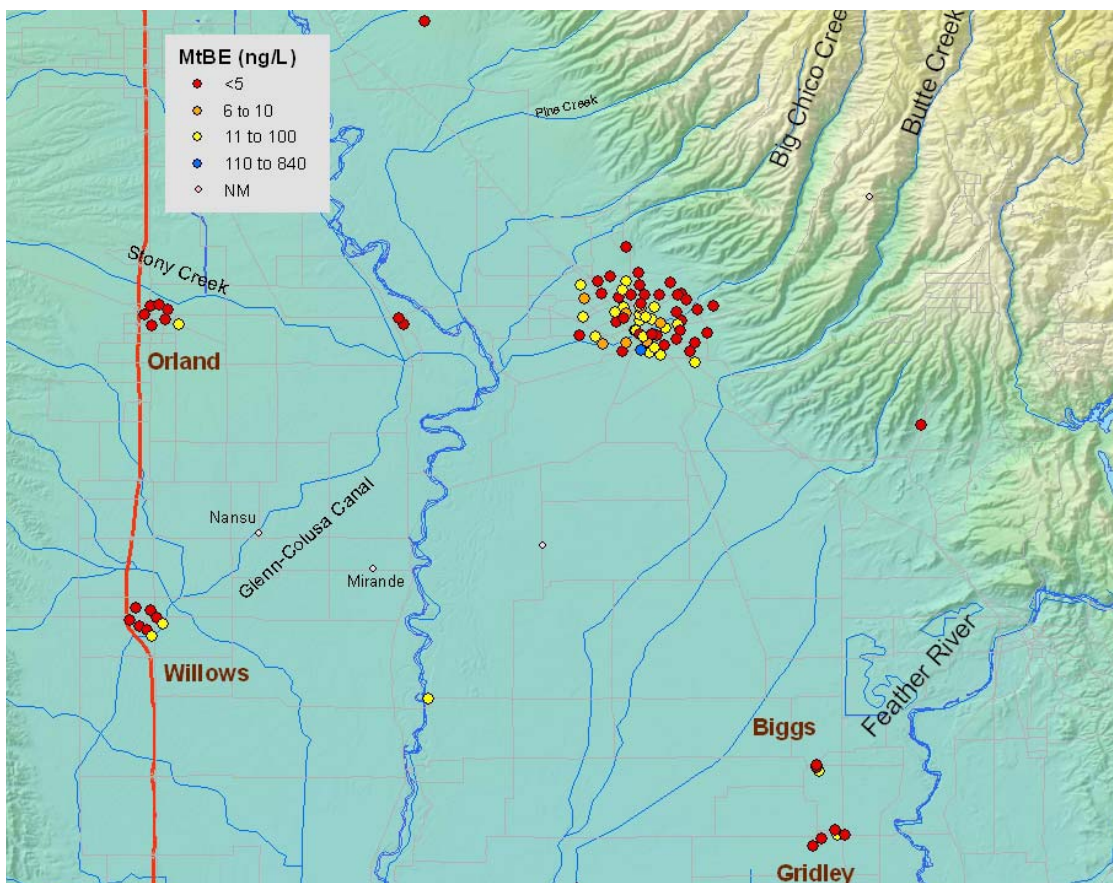 MtBE (ng/L)
<5
6 to 10
11 to 100
110 to 840
NM
Pine Creek
Big Chico Creek
Butte Creek
Stony Creek
Orland
Nansu
Glenn-Colusa Canal
Mirande
Willows
Feather River
Biggs
Gridley